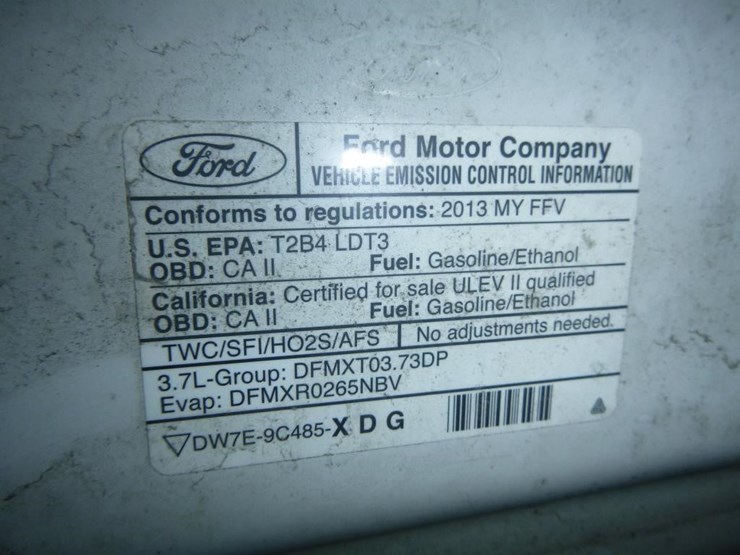 Ford
Ford Motor Company
VEHICLE EMISSION CONTROL INFORMATION
Conforms to regulations: 2013 MY FFV
U.S. EPA: T2B4 LDT3
OBD: CA II Fuel: Gasoline/Ethanol
California: Certified for sale ULEV II qualified
OBD: CA II Fuel: Gasoline/Ethanol
TWC/SFI/HO2S/AFS No adjustments needed.
3.7L-Group: DFMXT03.73DP
Evap: DFMXR0265NBV
DW7E-9C485-X D G